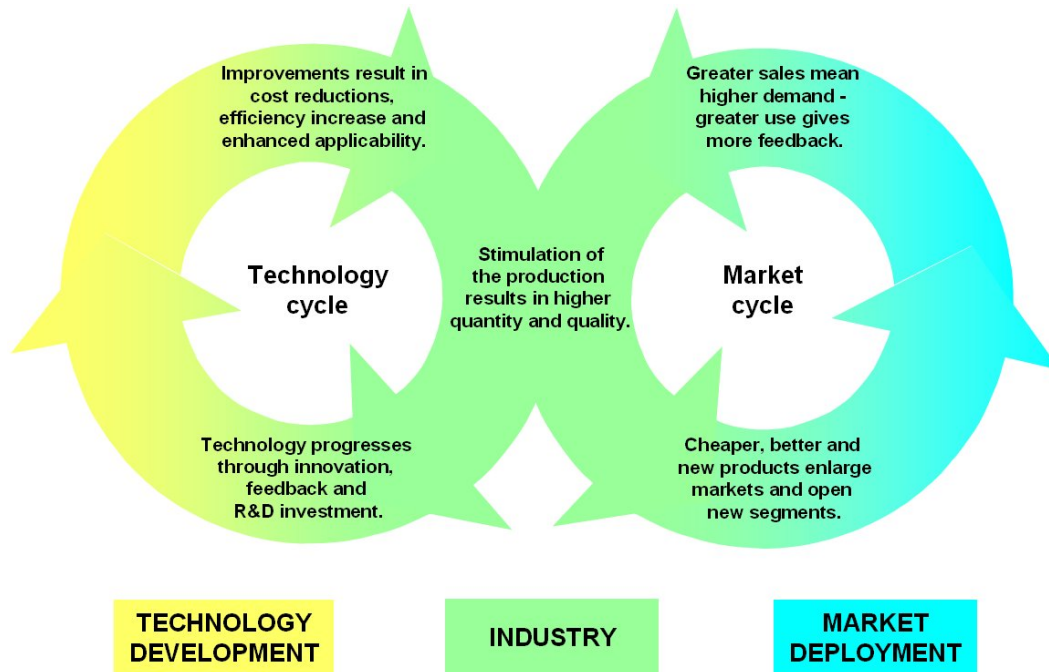 Improvements result in
cost reductions,
efficiency increase and
enhanced applicability.
Greater sales mean
higher demand -
greater use gives
more feedback.
Technology
cycle
Stimulation of
the production
results in higher
quantity and quality.
Market
cycle
Technology progresses
through innovation,
feedback and
R&D investment.
Cheaper, better and
new products enlarge
markets and open
new segments.
TECHNOLOGY
DEVELOPMENT
INDUSTRY
MARKET
DEPLOYMENT